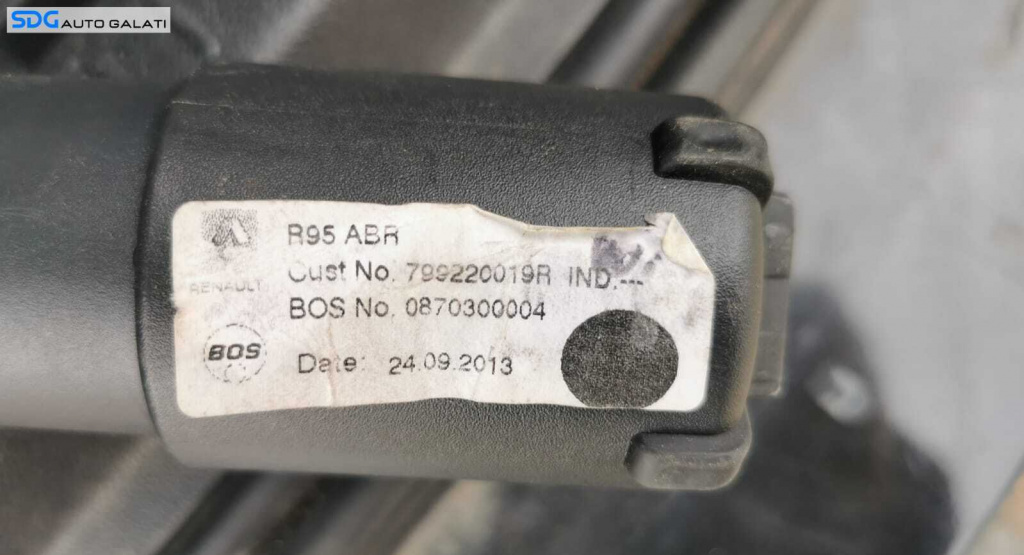 SDG AUTO GALATI
R95 ABR
Cust No. 799220019R IND.---
RENAULT
BOS No. 0870300004
BOS
Date: 24.09.2013